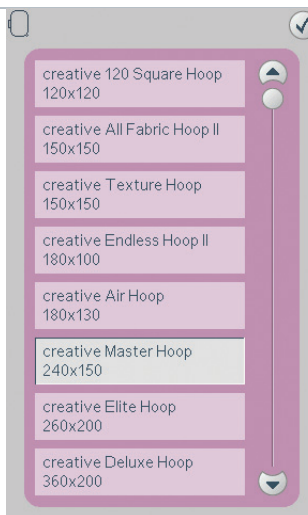 creative 120 Square Hoop
120x120
creative All Fabric Hoop II
150x150
creative Texture Hoop
150x150
creative Endless Hoop II
180x100
creative Air Hoop
180x130
creative Master Hoop
240x150
creative Elite Hoop
260x200
creative Deluxe Hoop
360x200